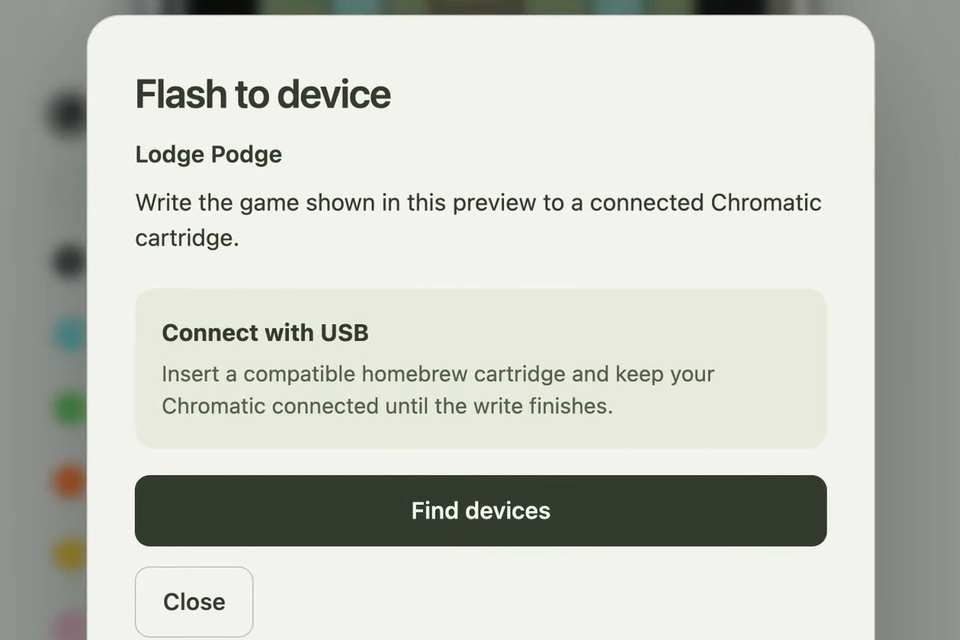 Flash to device
Lodge Podge
Write the game shown in this preview to a connected Chromatic
cartridge.
Connect with USB
Insert a compatible homebrew cartridge and keep your
Chromatic connected until the write finishes.
Find devices
Close